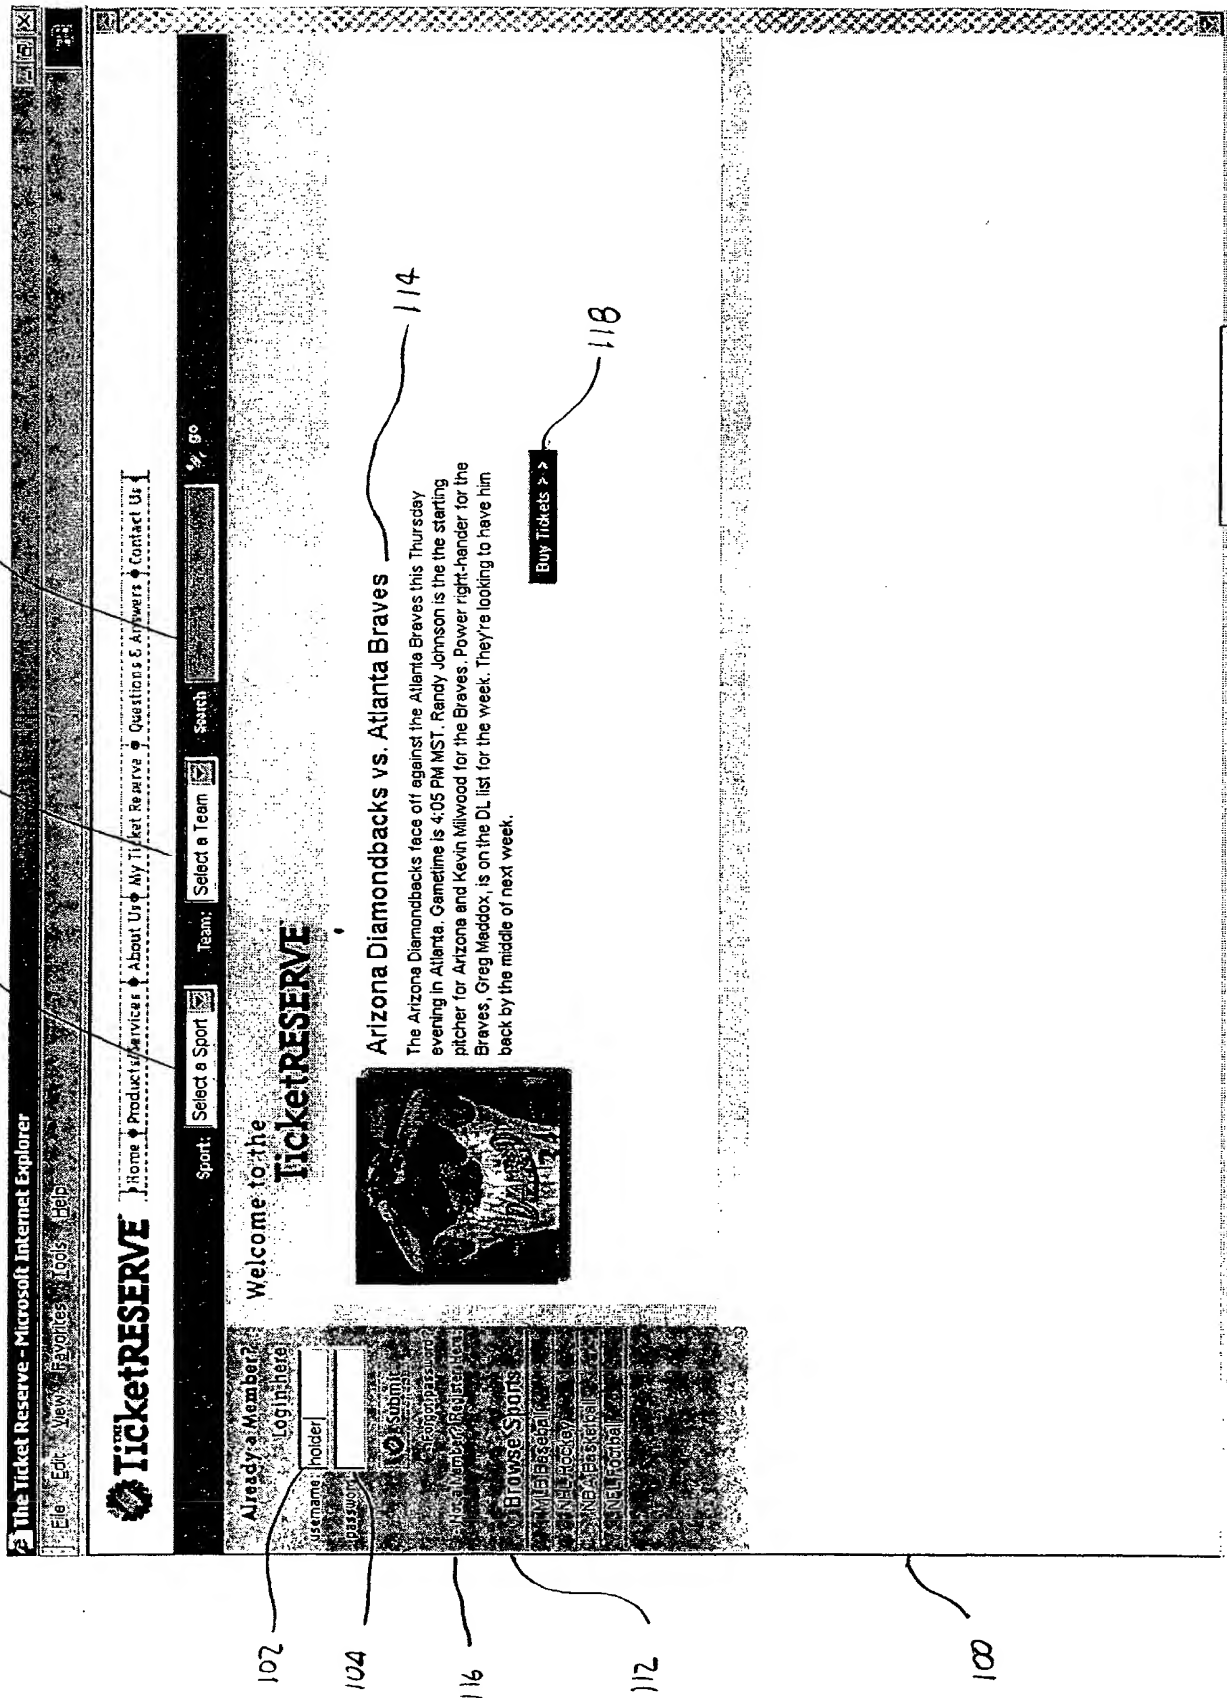 The Ticket Reserve - Microsoft Internet Explorer
File Edit View Favorites Tools Help
THE TicketRESERVE
Home Products/Services About Us My Ticket Reserve Questions & Answers Contact Us
Sport: Select a Sport Team: Select a Team Search go
Already a Member?
Login here!
username holder
password
submit
Forgot password?
Not a Member? Register Here
Browse Sports
MLB Baseball
NHL Hockey
NBA Basketball
NFL Football
Welcome to the
TicketRESERVE
Arizona Diamondbacks vs. Atlanta Braves
The Arizona Diamondbacks face off against the Atlanta Braves this Thursday
evening in Atlanta. Gametime is 4:05 PM MST. Randy Johnson is the the starting
pitcher for Arizona and Kevin Milwood for the Braves. Power right-hander for the
Braves, Greg Maddox, is on the DL list for the week. They're looking to have him
back by the middle of next week.
Buy Tickets > >
102
104
116
112
100
114
118